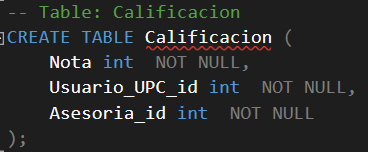 -- Table: Calificacion
CREATE TABLE Calificacion (
    Nota int  NOT NULL,
    Usuario_UPC_id int  NOT NULL,
    Asesoria_id int  NOT NULL
);